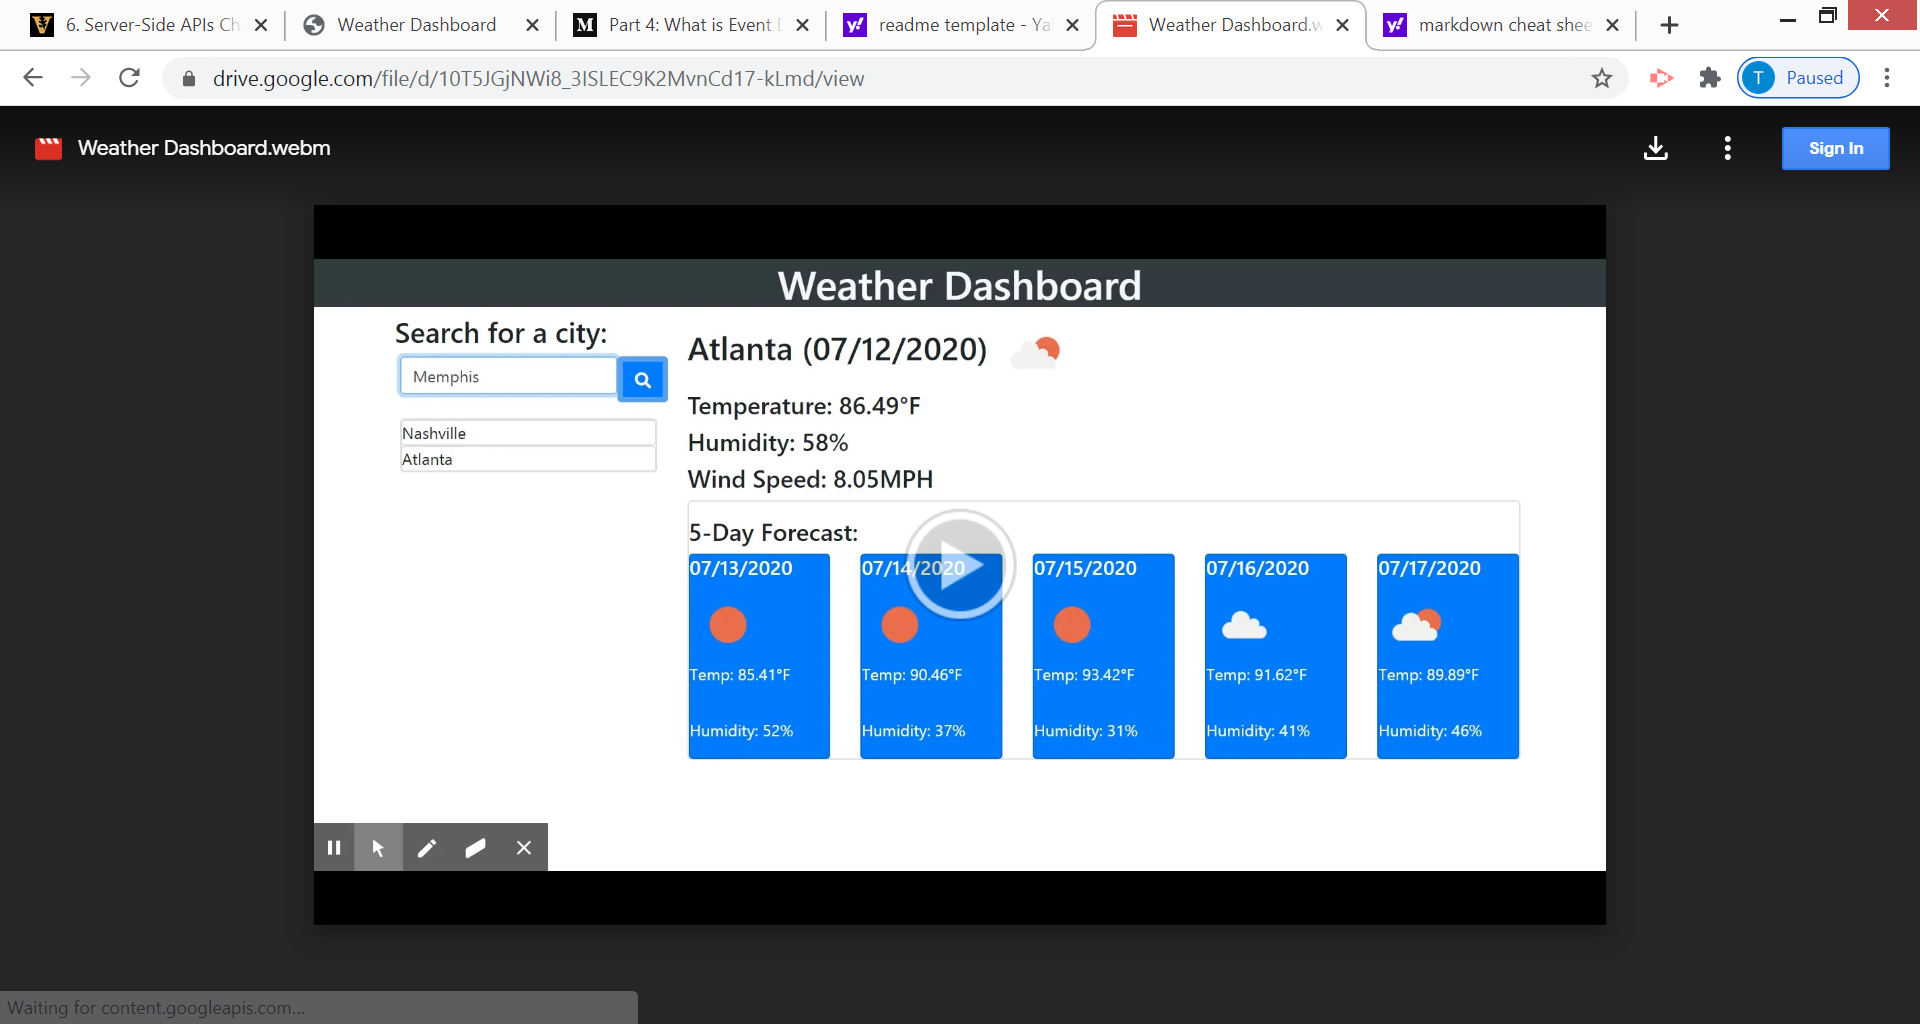 6. Server-Side APIs Ch
Weather Dashboard
Part 4: What is Event D
readme template - Ya
Weather Dashboard.w
markdown cheat shee
drive.google.com/file/d/10T5JGjNWi8_3ISLEC9K2MvnCd17-kLmd/view
T Paused
Weather Dashboard.webm
Sign In
Weather Dashboard
Search for a city:
Memphis
Nashville
Atlanta
Atlanta (07/12/2020)
Temperature: 86.49°F
Humidity: 58%
Wind Speed: 8.05MPH
5-Day Forecast:
07/13/2020
Temp: 85.41°F
Humidity: 52%
07/14/2020
Temp: 90.46°F
Humidity: 37%
07/15/2020
Temp: 93.42°F
Humidity: 31%
07/16/2020
Temp: 91.62°F
Humidity: 41%
07/17/2020
Temp: 89.89°F
Humidity: 46%
Waiting for content.googleapis.com...